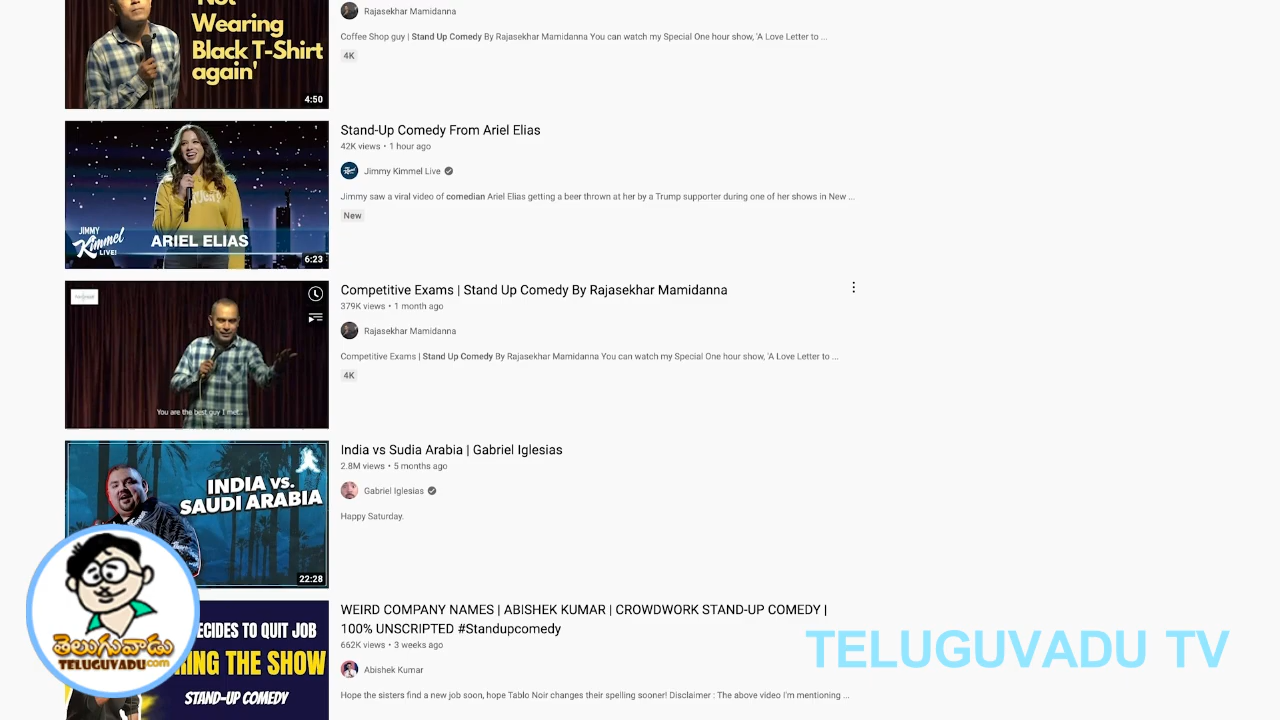 'Not
Wearing
Black T-Shirt
again'
4:50
Rajasekhar Mamidanna
Coffee Shop guy | Stand Up Comedy By Rajasekhar Mamidanna You can watch my Special One hour show, 'A Love Letter to ...
4K
JIMMY
Kimmel
LIVE!
ARIEL ELIAS
6:23
Stand-Up Comedy From Ariel Elias
42K views • 1 hour ago
Jimmy Kimmel Live
Jimmy saw a viral video of comedian Ariel Elias getting a beer thrown at her by a Trump supporter during one of her shows in New ...
New
You are the best guy I met...
Competitive Exams | Stand Up Comedy By Rajasekhar Mamidanna
379K views • 1 month ago
Rajasekhar Mamidanna
Competitive Exams | Stand Up Comedy By Rajasekhar Mamidanna You can watch my Special One hour show, 'A Love Letter to ...
4K
INDIA VS.
SAUDI ARABIA
22:28
India vs Sudia Arabia | Gabriel Iglesias
2.8M views • 5 months ago
Gabriel Iglesias
Happy Saturday.
ECIDES TO QUIT JOB
RING THE SHOW
STAND-UP COMEDY
WEIRD COMPANY NAMES | ABISHEK KUMAR | CROWDWORK STAND-UP COMEDY |
100% UNSCRIPTED #Standupcomedy
662K views • 3 weeks ago
Abishek Kumar
Hope the sisters find a new job soon, hope Tablo Noir changes their spelling sooner! Disclaimer : The above video I'm mentioning ...
తెలుగువాడు
TELUGUVADU.com
TELUGUVADU TV